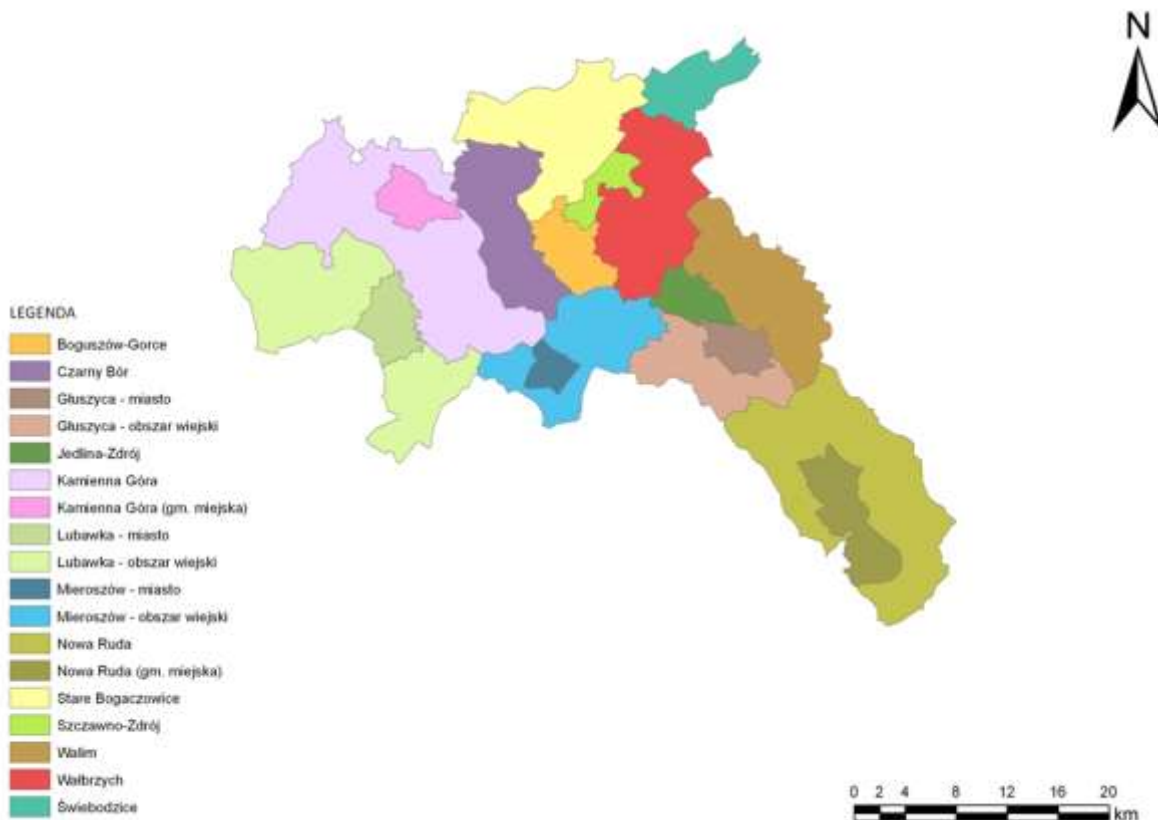 N
LEGENDA
Boguszów-Gorce
Czarny Bór
Głuszyca - miasto
Głuszyca - obszar wiejski
Jedlina-Zdrój
Kamienna Góra
Kamienna Góra (gm. miejska)
Lubawka - miasto
Lubawka - obszar wiejski
Mieroszów - miasto
Mieroszów - obszar wiejski
Nowa Ruda
Nowa Ruda (gm. miejska)
Stare Bogaczowice
Szczawno-Zdrój
Walim
Wałbrzych
Świebodzice
0 2 4 8 12 16 20
km